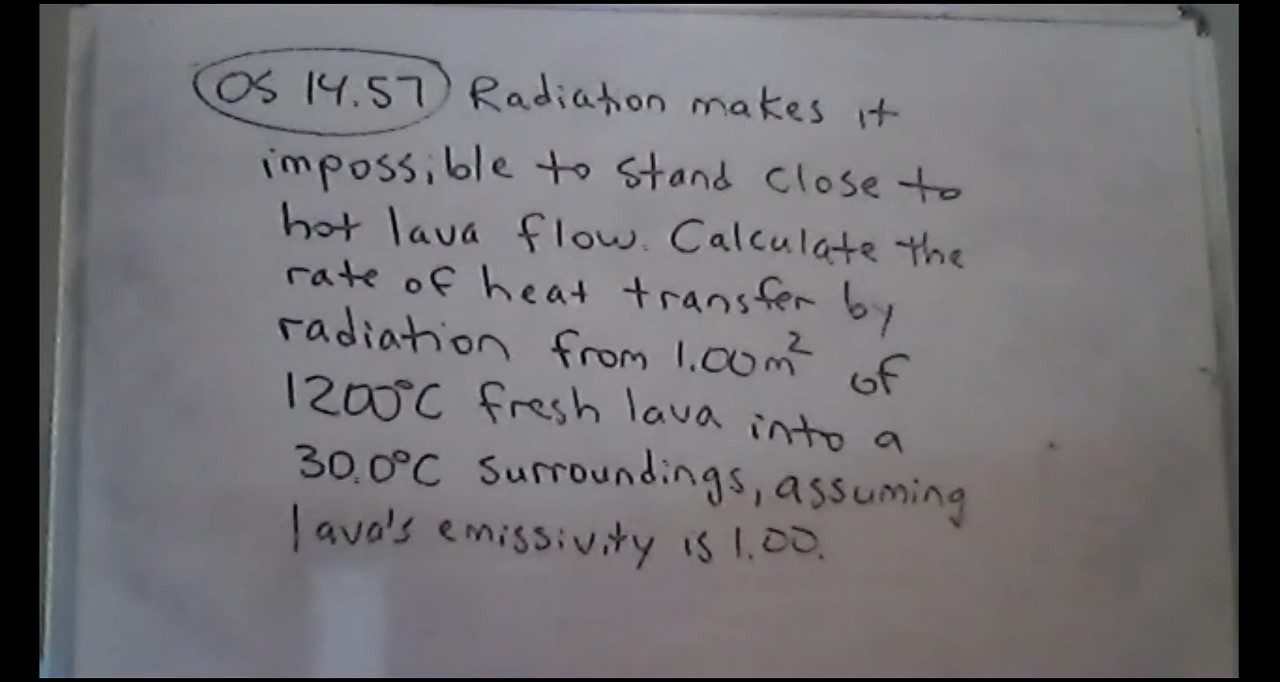 OS 14.57 Radiation makes it
impossible to stand close to
hot lava flow. Calculate the
rate of heat transfer by
radiation from 1.00m² of
1200°C fresh lava into a
30.0°C surroundings, assuming
lava's emissivity is 1.00.